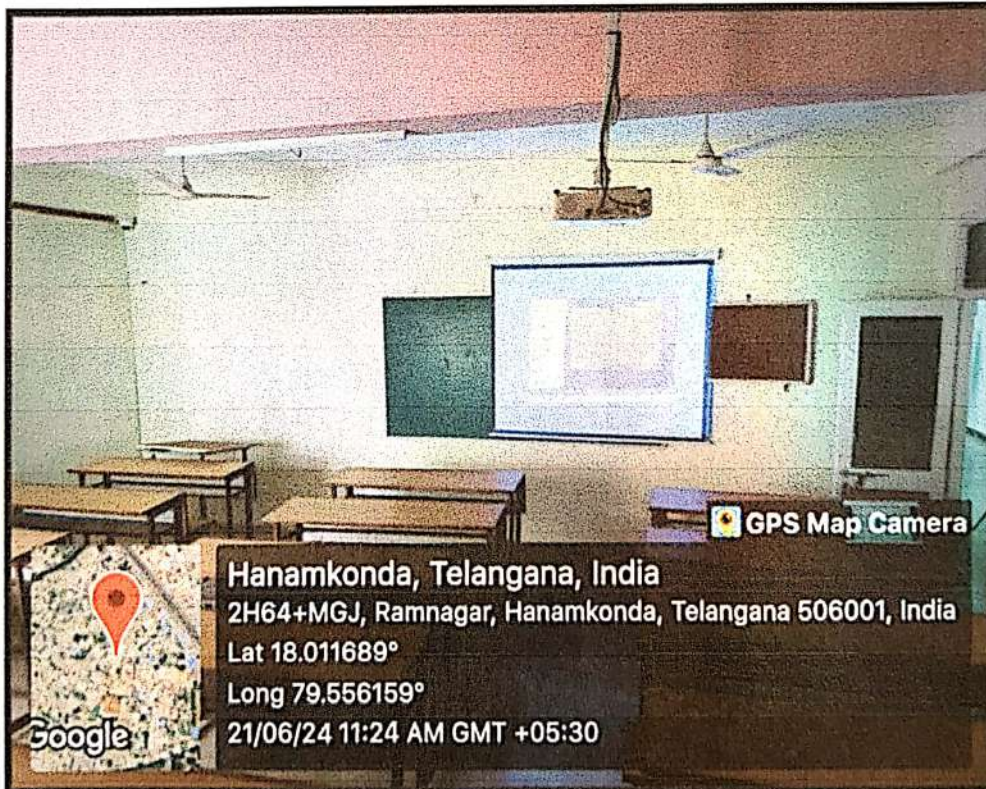 GPS Map Camera
Hanamkonda, Telangana, India
2H64+MGJ, Ramnagar, Hanamkonda, Telangana 506001, India
Lat 18.011689°
Long 79.556159°
21/06/24 11:24 AM GMT +05:30
Google